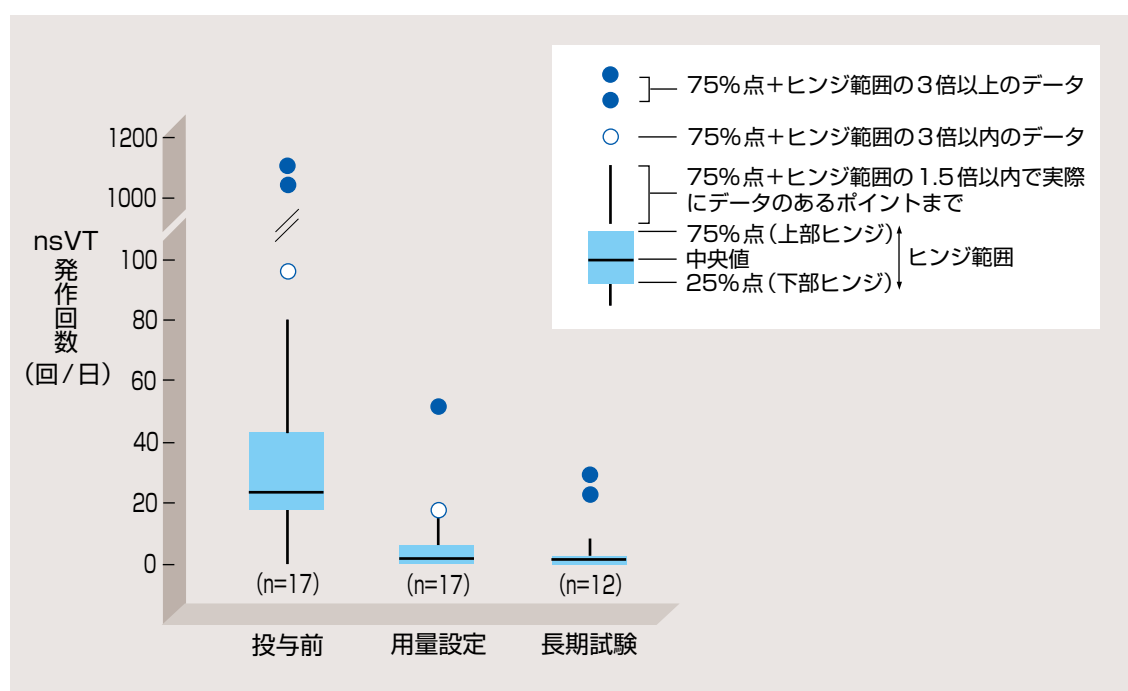 75%点＋ヒンジ範囲の3倍以上のデータ
75%点＋ヒンジ範囲の3倍以内のデータ
75%点＋ヒンジ範囲の1.5倍以内で実際
にデータのあるポイントまで
75%点（上部ヒンジ）
中央値
25%点（下部ヒンジ）
ヒンジ範囲
nsVT
発作回数
（回/日）
1200
1000
100
80
60
40
20
0
(n=17)
(n=17)
(n=12)
投与前
用量設定
長期試験